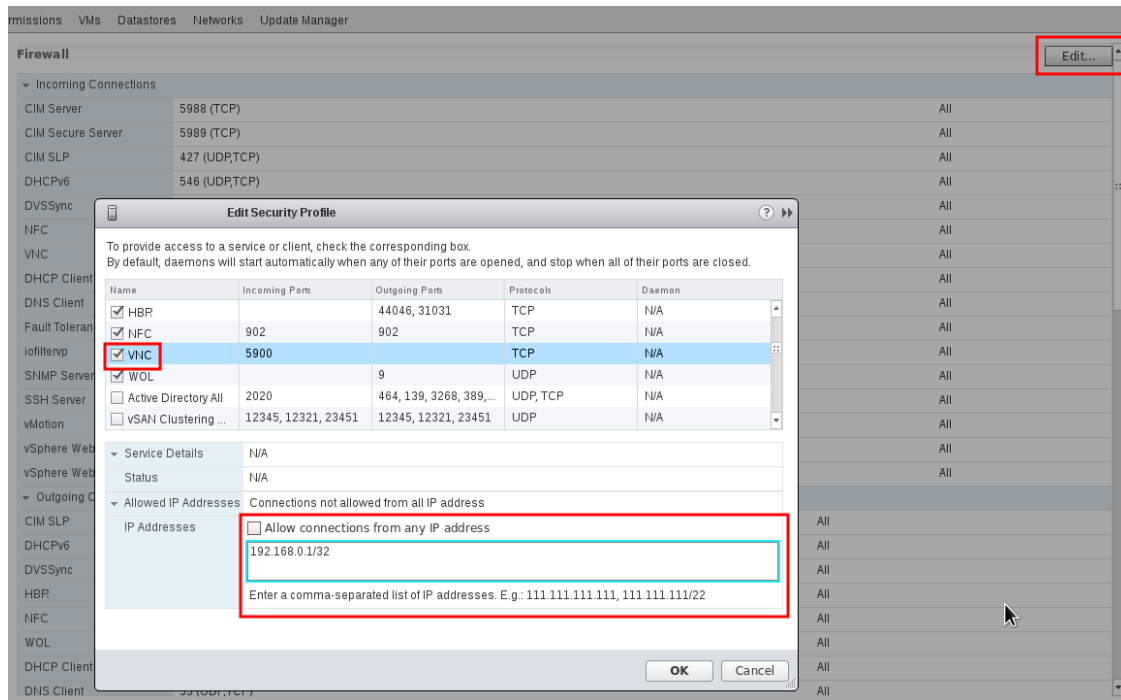 rmissions VMs Datastores Networks Update Manager
Firewall
Edit...
Incoming Connections
CIM Server 5988 (TCP) All
CIM Secure Server 5989 (TCP) All
CIM SLP 427 (UDP,TCP) All
DHCPv6 546 (UDP,TCP) All
DVSSync All
NFC All
VNC All
DHCP Client All
DNS Client All
Fault Toleran All
iofiltervp All
SNMP Server All
SSH Server All
vMotion All
vSphere Web All
vSphere Web All
Outgoing C
CIM SLP All
DHCPv6 All
DVSSync All
HBR All
NFC All
WOL All
DHCP Client All
DNS Client 53 (UDP,TCP) All
Edit Security Profile
?
To provide access to a service or client, check the corresponding box.
By default, daemons will start automatically when any of their ports are opened, and stop when all of their ports are closed.
Name Incoming Ports Outgoing Ports Protocols Daemon
HBR 44046, 31031 TCP N/A
NFC 902 902 TCP N/A
VNC 5900 TCP N/A
WOL 9 UDP N/A
Active Directory All 2020 464, 139, 3268, 389,... UDP, TCP N/A
vSAN Clustering ... 12345, 12321, 23451 12345, 12321, 23451 UDP N/A
Service Details N/A
Status N/A
Allowed IP Addresses Connections not allowed from all IP address
IP Addresses Allow connections from any IP address
192.168.0.1/32
Enter a comma-separated list of IP addresses. E.g.: 111.111.111.111, 111.111.111/22
OK Cancel